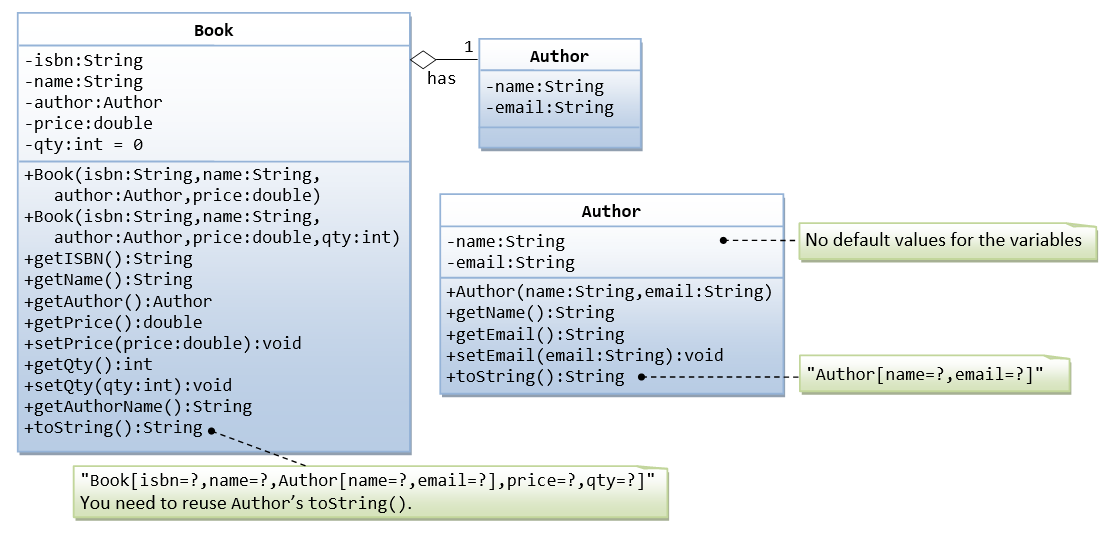 Book
-isbn:String
-name:String
-author:Author
-price:double
-qty:int = 0
+Book(isbn:String,name:String,
author:Author,price:double)
+Book(isbn:String,name:String,
author:Author,price:double,qty:int)
+getISBN():String
+getName():String
+getAuthor():Author
+getPrice():double
+setPrice(price:double):void
+getQty():int
+setQty(qty:int):void
+getAuthorName():String
+toString():String
"Book[isbn=?,name=?,Author[name=?,email=?],price=?,qty=?]"
You need to reuse Author’s toString().
1
has
Author
-name:String
-email:String
Author
-name:String
-email:String
+Author(name:String,email:String)
+getName():String
+getEmail():String
+setEmail(email:String):void
+toString():String
No default values for the variables
"Author[name=?,email=?]"